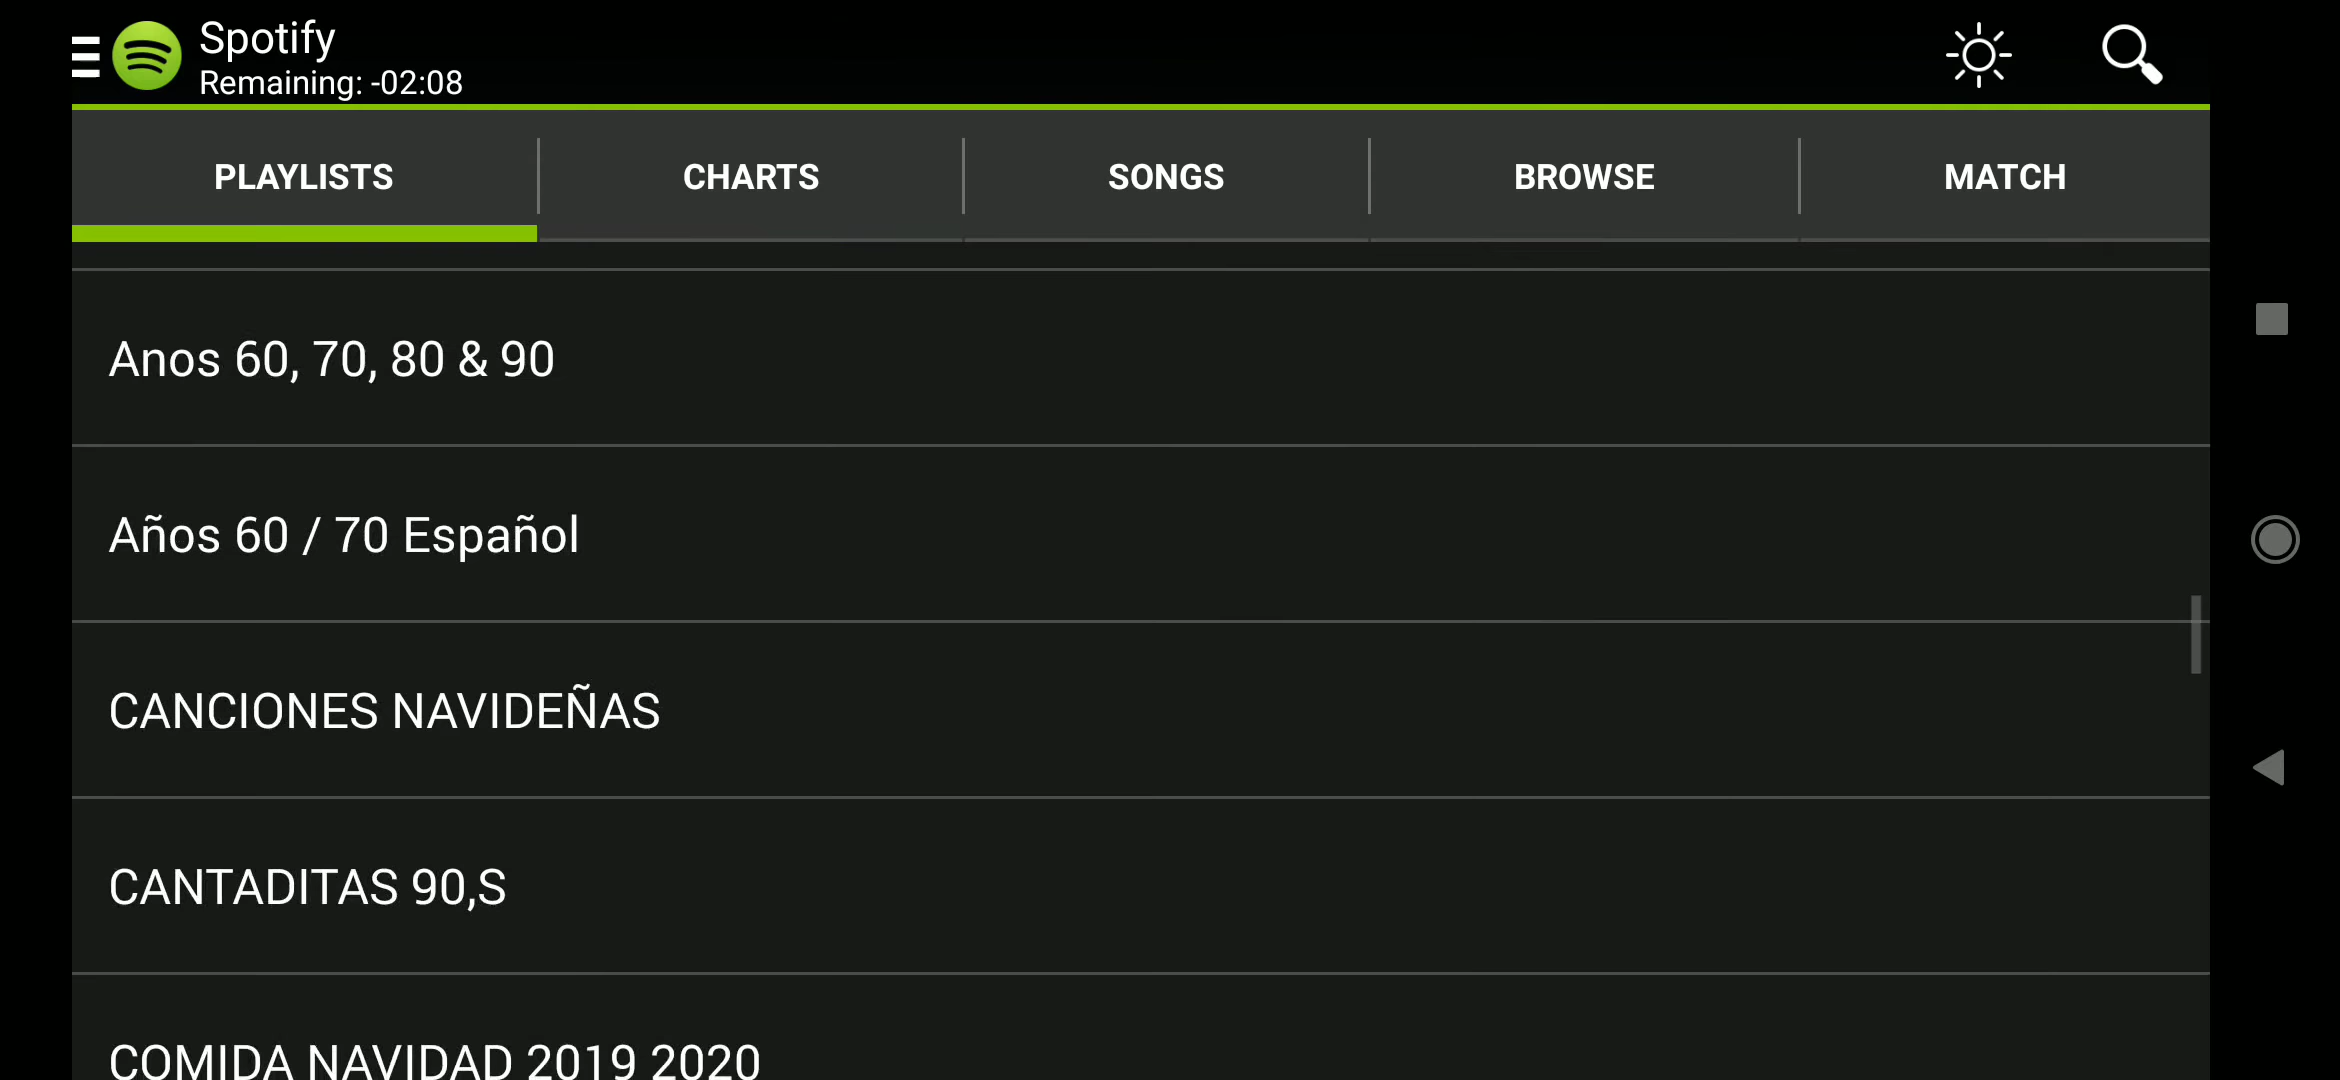 Spotify
Remaining: -02:08
PLAYLISTS
CHARTS
SONGS
BROWSE
MATCH
Anos 60, 70, 80 & 90
Años 60 / 70 Español
CANCIONES NAVIDEÑAS
CANTADITAS 90,S
COMIDA NAVIDAD 2019 2020